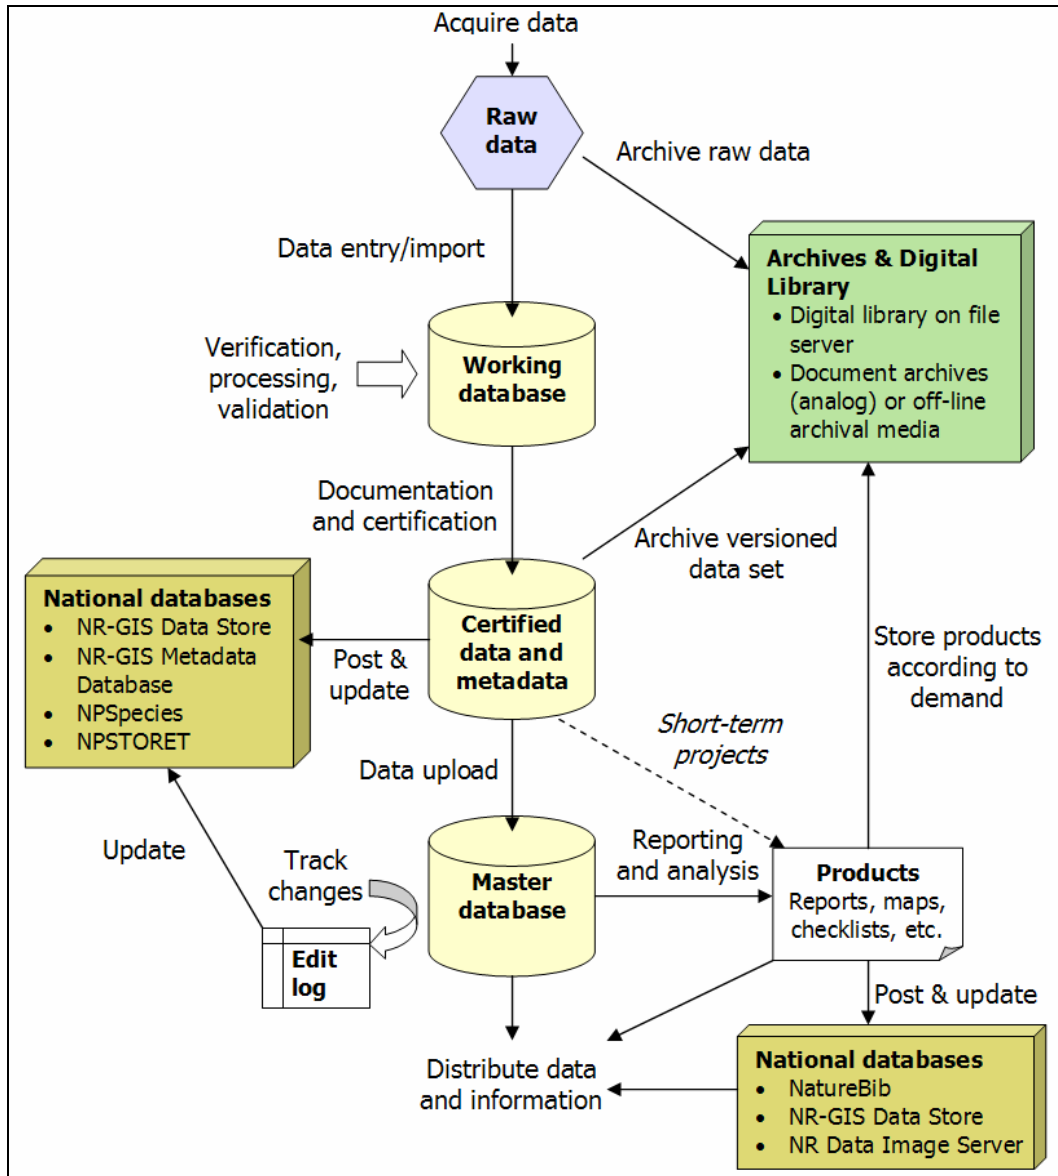 Acquire data
Raw
data
Archive raw data
Data entry/import
Archives & Digital
Library
• Digital library on file
server
• Document archives
(analog) or off-line
archival media
Verification,
processing,
validation
Working
database
Documentation
and certification
Archive versioned
data set
National databases
• NR-GIS Data Store
• NR-GIS Metadata
Database
• NPSpecies
• NPSTORET
Certified
data and
metadata
Post &
update
Store products
according to
demand
Short-term
projects
Data upload
Update
Track
changes
Master
database
Reporting
and analysis
Products
Reports, maps,
checklists, etc.
Edit
log
Post & update
Distribute data
and information
National databases
• NatureBib
• NR-GIS Data Store
• NR Data Image Server